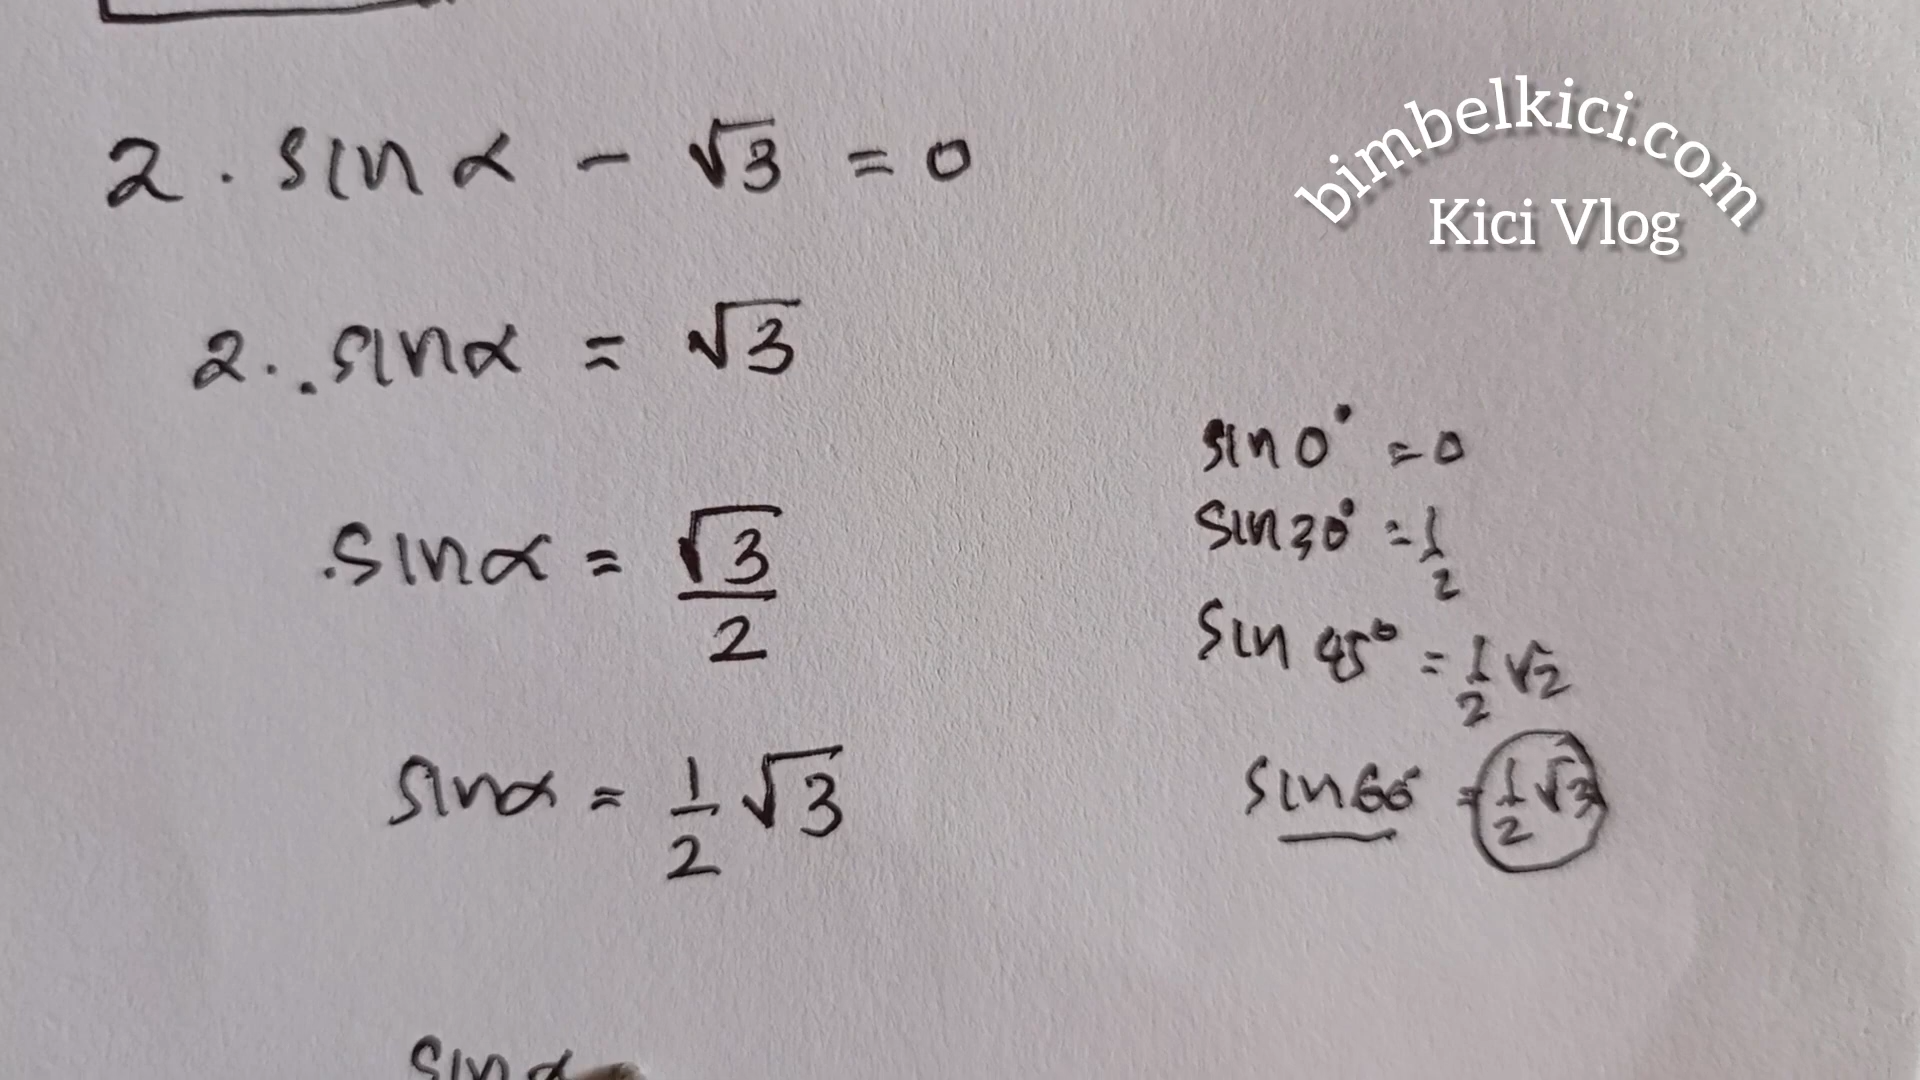 2 . sin α - √3 = 0
2 . . sin α = √3
. sin α = √3/2
sin α = 1/2 √3
sin α
bimbelkici.com
Kici Vlog
sin 0° = 0
sin 30° = 1/2
sin 45° = 1/2 √2
sin 60° = 1/2 √3